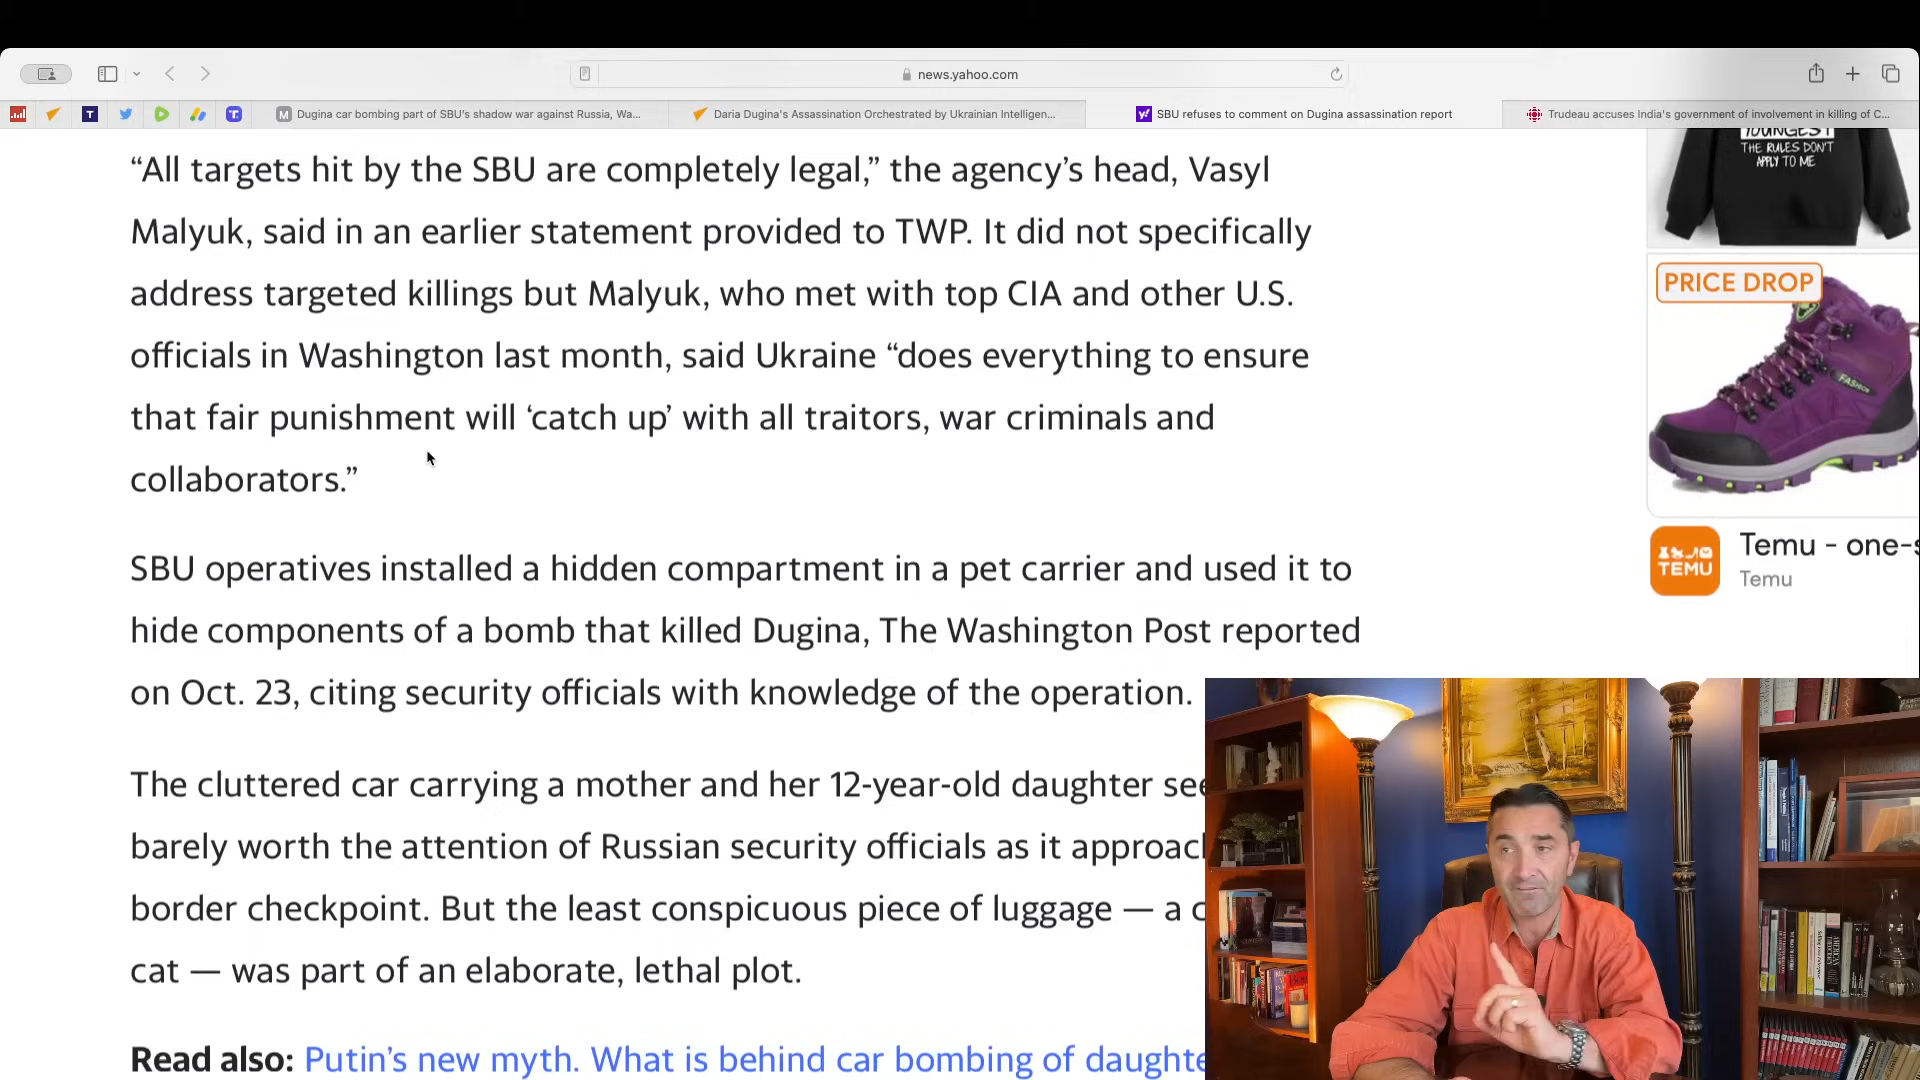 news.yahoo.com
Dugina car bombing part of SBU's shadow war against Russia, Wa...
Daria Dugina's Assassination Orchestrated by Ukrainian Intelligen...
SBU refuses to comment on Dugina assassination report
Trudeau accuses India's government of involvement in killing of C...
“All targets hit by the SBU are completely legal,” the agency’s head, Vasyl
Malyuk, said in an earlier statement provided to TWP. It did not specifically
address targeted killings but Malyuk, who met with top CIA and other U.S.
officials in Washington last month, said Ukraine “does everything to ensure
that fair punishment will ‘catch up’ with all traitors, war criminals and
collaborators.”
SBU operatives installed a hidden compartment in a pet carrier and used it to
hide components of a bomb that killed Dugina, The Washington Post reported
on Oct. 23, citing security officials with knowledge of the operation.
The cluttered car carrying a mother and her 12-year-old daughter see
barely worth the attention of Russian security officials as it approac
border checkpoint. But the least conspicuous piece of luggage — a c
cat — was part of an elaborate, lethal plot.
Read also: Putin’s new myth. What is behind car bombing of daughte
YOUNGEST
THE RULES DON'T
APPLY TO ME
PRICE DROP
FASHION
TEMU
Temu - one-s
Temu